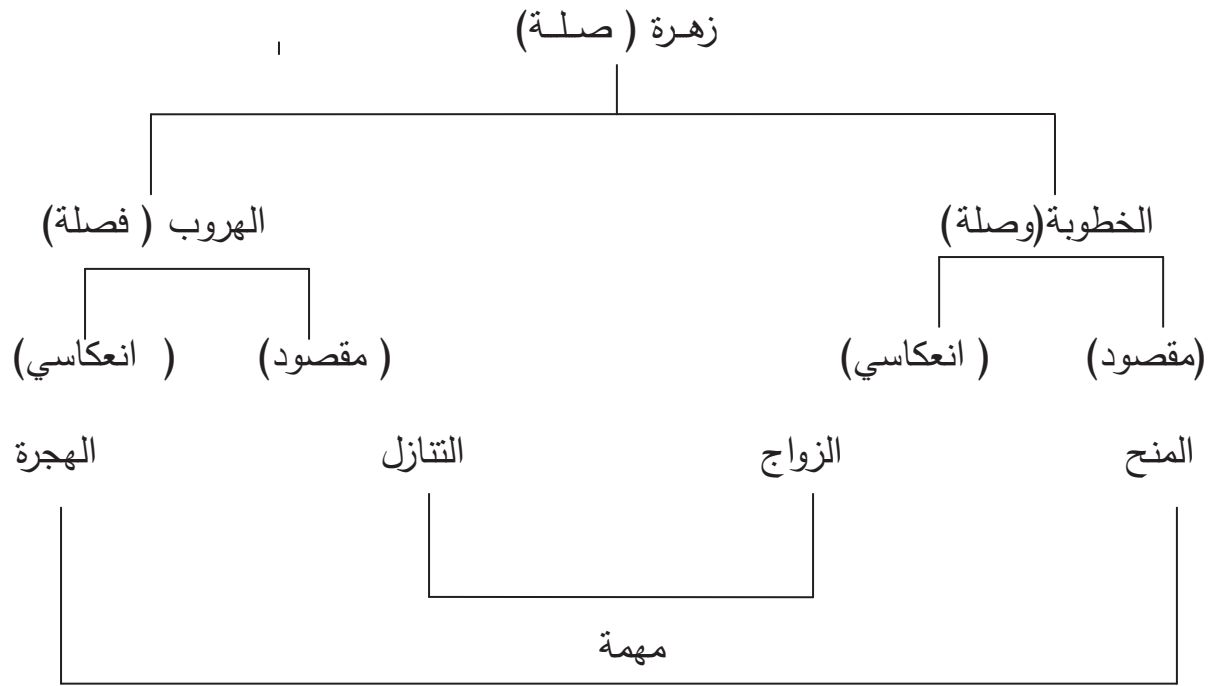 زهرة ( صلة)
الخطوبة(وصلة) الهروب ( فصلة)
(مقصود) ( انعكاسي) ( مقصود) ( انعكاسي)
المنح الزواج التنازل الهجرة
مهمة